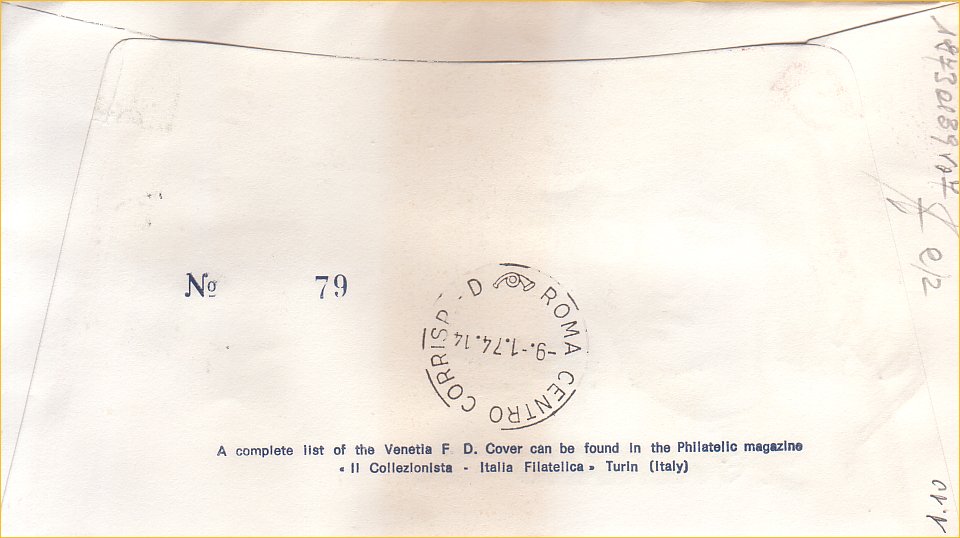 No 79
ROMA CENTRO CORRISP. D
-9.-1.74.14
A complete list of the Venetia F D. Cover can be found in the Philatelic magazine
« Il Collezionista - Italia Filatelica » Turin (Italy)
e/2